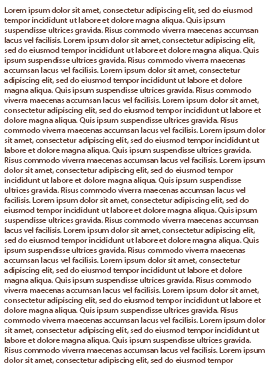 Lorem ipsum dolor sit amet, consectetur adipiscing elit, sed do eiusmod
tempor incididunt ut labore et dolore magna aliqua. Quis ipsum
suspendisse ultrices gravida. Risus commodo viverra maecenas accumsan
lacus vel facilisis. Lorem ipsum dolor sit amet, consectetur adipiscing elit,
sed do eiusmod tempor incididunt ut labore et dolore magna aliqua. Quis
ipsum suspendisse ultrices gravida. Risus commodo viverra maecenas
accumsan lacus vel facilisis. Lorem ipsum dolor sit amet, consectetur
adipiscing elit, sed do eiusmod tempor incididunt ut labore et dolore
magna aliqua. Quis ipsum suspendisse ultrices gravida. Risus commodo
viverra maecenas accumsan lacus vel facilisis. Lorem ipsum dolor sit amet,
consectetur adipiscing elit, sed do eiusmod tempor incididunt ut labore et
dolore magna aliqua. Quis ipsum suspendisse ultrices gravida. Risus
commodo viverra maecenas accumsan lacus vel facilisis. Lorem ipsum dolor
sit amet, consectetur adipiscing elit, sed do eiusmod tempor incididunt ut
labore et dolore magna aliqua. Quis ipsum suspendisse ultrices gravida.
Risus commodo viverra maecenas accumsan lacus vel facilisis. Lorem ipsum
dolor sit amet, consectetur adipiscing elit, sed do eiusmod tempor
incididunt ut labore et dolore magna aliqua. Quis ipsum suspendisse
ultrices gravida. Risus commodo viverra maecenas accumsan lacus vel
facilisis. Lorem ipsum dolor sit amet, consectetur adipiscing elit, sed do
eiusmod tempor incididunt ut labore et dolore magna aliqua. Quis ipsum
suspendisse ultrices gravida. Risus commodo viverra maecenas accumsan
lacus vel facilisis. Lorem ipsum dolor sit amet, consectetur adipiscing elit,
sed do eiusmod tempor incididunt ut labore et dolore magna aliqua. Quis
ipsum suspendisse ultrices gravida. Risus commodo viverra maecenas
accumsan lacus vel facilisis. Lorem ipsum dolor sit amet, consectetur
adipiscing elit, sed do eiusmod tempor incididunt ut labore et dolore
magna aliqua. Quis ipsum suspendisse ultrices gravida. Risus commodo
viverra maecenas accumsan lacus vel facilisis. Lorem ipsum dolor sit amet,
consectetur adipiscing elit, sed do eiusmod tempor incididunt ut labore et
dolore magna aliqua. Quis ipsum suspendisse ultrices gravida. Risus
commodo viverra maecenas accumsan lacus vel facilisis. Lorem ipsum dolor
sit amet, consectetur adipiscing elit, sed do eiusmod tempor incididunt ut
labore et dolore magna aliqua. Quis ipsum suspendisse ultrices gravida.
Risus commodo viverra maecenas accumsan lacus vel facilisis. Lorem ipsum
dolor sit amet, consectetur adipiscing elit, sed do eiusmod tempor